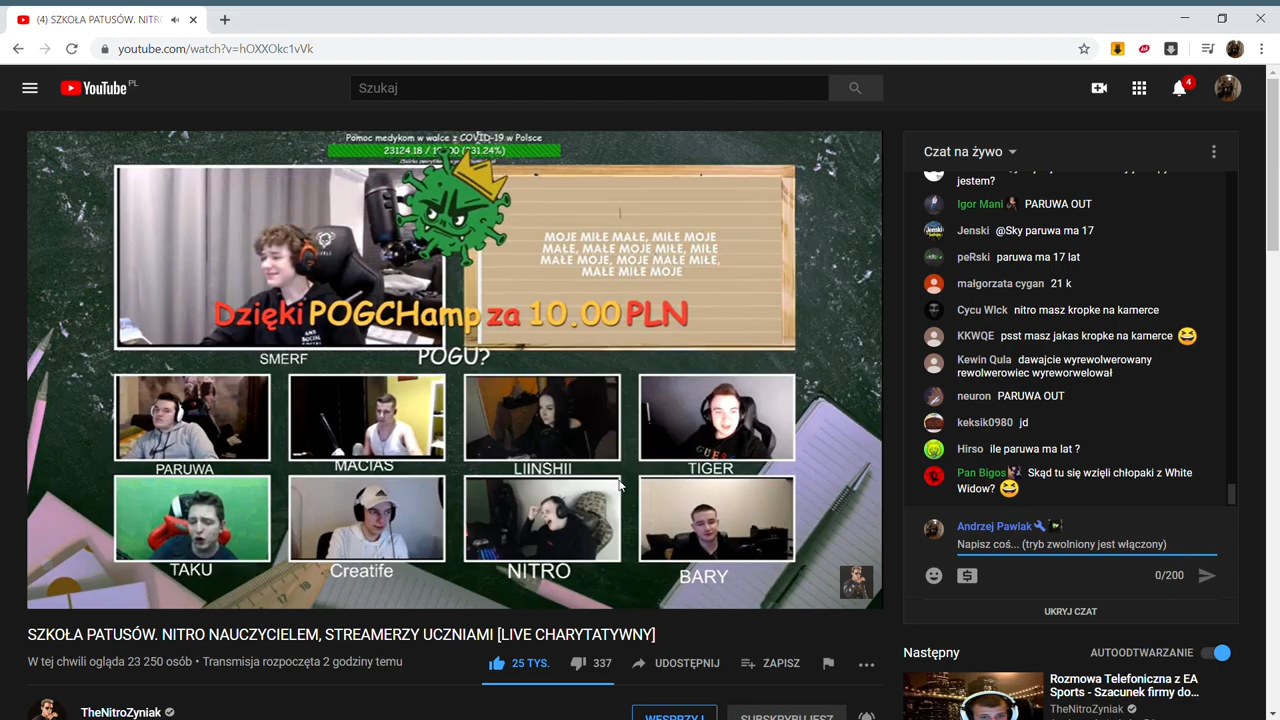 (4) SZKOŁA PATUSÓW. NITRO
youtube.com/watch?v=hOXXOkc1vVk
YouTube PL
Szukaj
4
Pomoc medykom w walce z COVID-19 w Polsce
MOJE MIŁE MAŁE, MIŁE MOJE
MAŁE, MAŁE MOJE MIŁE, MIŁE
MAŁE MOJE, MOJE MAŁE MIŁE,
MAŁE MIŁE MOJE
Dzięki POGCHamp za 10.00 PLN
POGU?
SMERF
PARUWA
MACIAS
LIINSHII
TIGER
TAKU
Creatife
NITRO
BARY
SZKOŁA PATUSÓW. NITRO NAUCZYCIELEM, STREAMERZY UCZNIAMI [LIVE CHARYTATYWNY]
W tej chwili ogląda 23 250 osób • Transmisja rozpoczęta 2 godziny temu
25 TYS.
337
UDOSTĘPNIJ
ZAPISZ
TheNitroZyniak
WESPRZYJ
SUBSKRYBUJESZ
Czat na żywo
jestem?
Igor Mani PARUWA OUT
Jenski @Sky paruwa ma 17
peRski paruwa ma 17 lat
małgorzata cygan 21 k
Cycu Wlck nitro masz kropke na kamerce
KKWQE psst masz jakas kropke na kamerce
Kewin Qula dawajcie wyrewolwerowany
rewolwerowiec wyreworwelował
neuron PARUWA OUT
keksik0980 jd
Hirso ile paruwa ma lat ?
Pan Bigos Skąd tu się wzięli chłopaki z White
Widow?
Andrzej Pawlak
Napisz coś... (tryb zwolniony jest włączony)
0/200
UKRYJ CZAT
Następny
AUTOODTWARZANIE
Rozmowa Telefoniczna z EA
Sports - Szacunek firmy do...
TheNitroZyniak